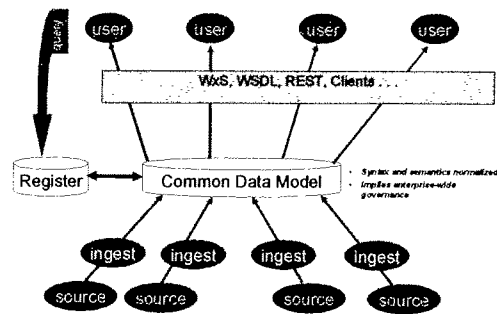 query
user user user user
WxS, WSDL, REST, Clients . . .
Register
Common Data Model
• Syntax and semantics normalized
• Implies enterprise-wide
governance
ingest ingest ingest ingest
source source source source